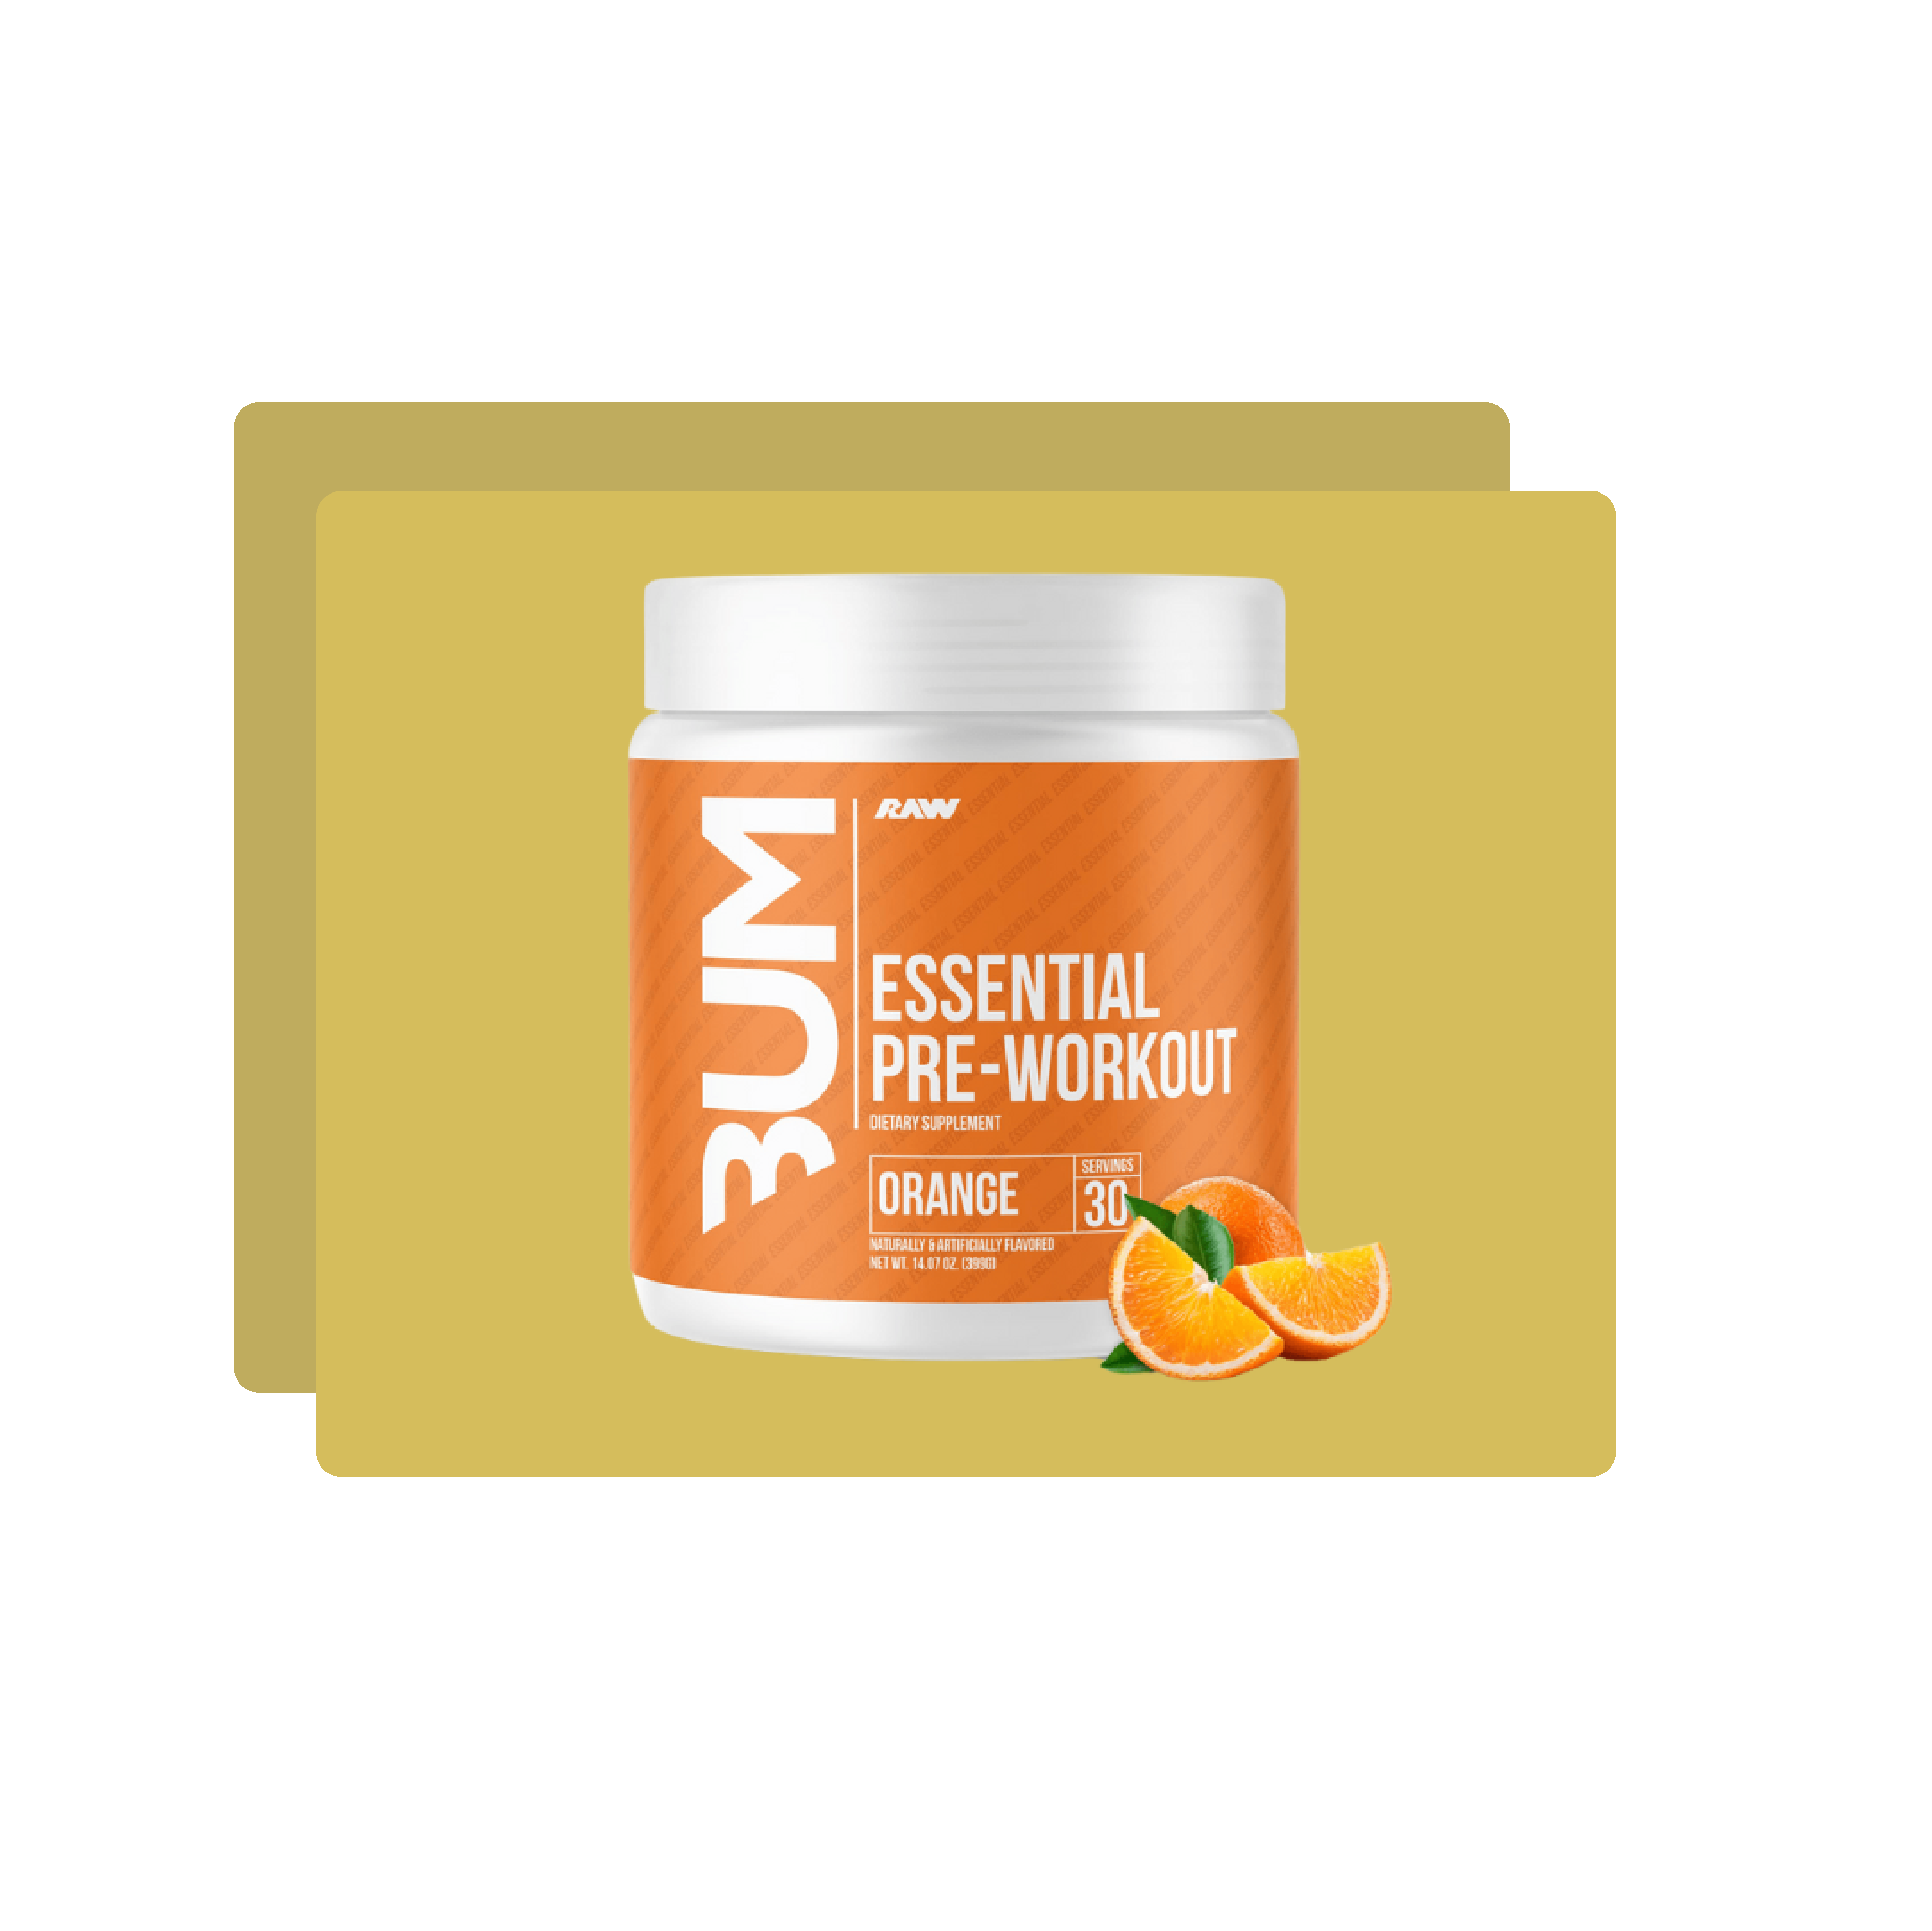 BUM
RAW
ESSENTIAL
PRE-WORKOUT
DIETARY SUPPLEMENT
ORANGE
SERVINGS
30
NATURALLY & ARTIFICIALLY FLAVORED
NET WT. 14.07 OZ. (399G)